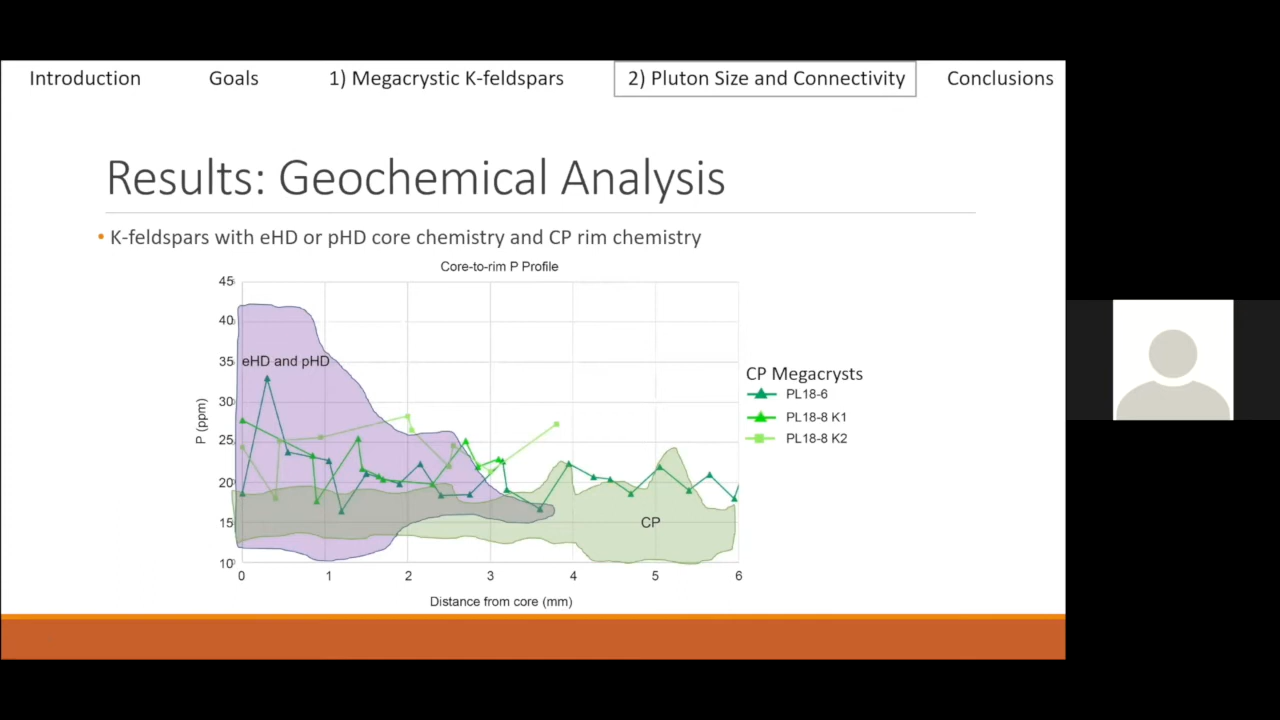 Introduction Goals 1) Megacrystic K-feldspars 2) Pluton Size and Connectivity Conclusions
Results: Geochemical Analysis
• K-feldspars with eHD or pHD core chemistry and CP rim chemistry
Core-to-rim P Profile
45
40
35
30
25
20
15
10
P (ppm)
eHD and pHD
CP
0 1 2 3 4 5 6
Distance from core (mm)
CP Megacrysts
PL18-6
PL18-8 K1
PL18-8 K2